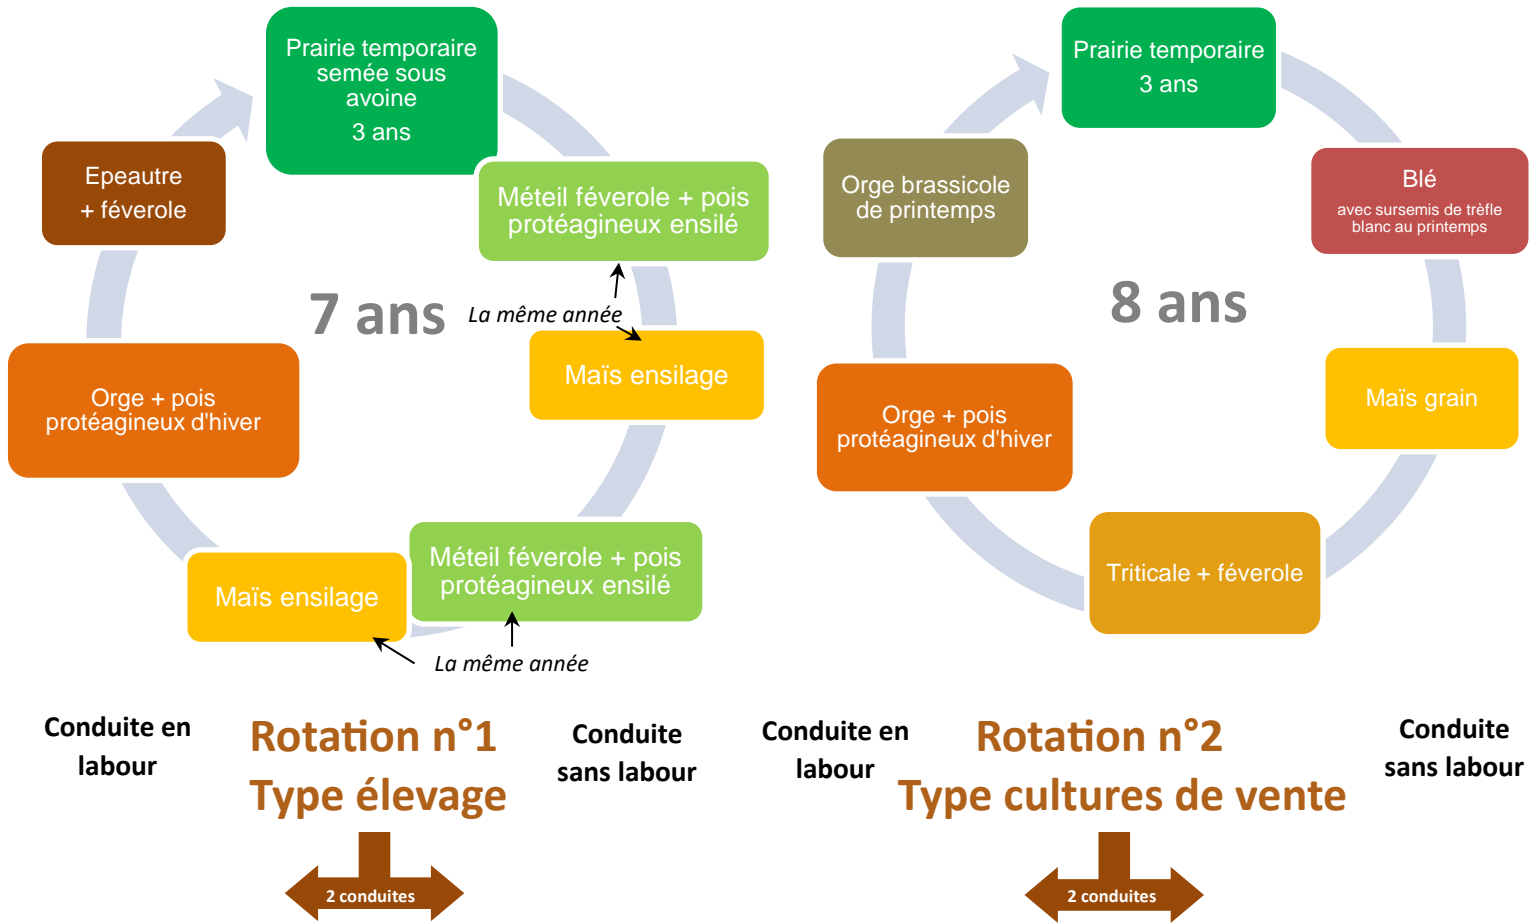 Prairie temporaire
semée sous
avoine
3 ans
Méteil féverole + pois
protéagineux ensilé
La même année
Maïs ensilage
Méteil féverole + pois
protéagineux ensilé
La même année
Maïs ensilage
Orge + pois
protéagineux d'hiver
Epeautre
+ féverole
7 ans
Conduite en
labour
Rotation n°1
Type élevage
Conduite
sans labour
2 conduites
Prairie temporaire
3 ans
Blé
avec sursemis de trèfle
blanc au printemps
Maïs grain
Triticale + féverole
Orge + pois
protéagineux d'hiver
Orge brassicole
de printemps
8 ans
Conduite en
labour
Rotation n°2
Type cultures de vente
Conduite
sans labour
2 conduites